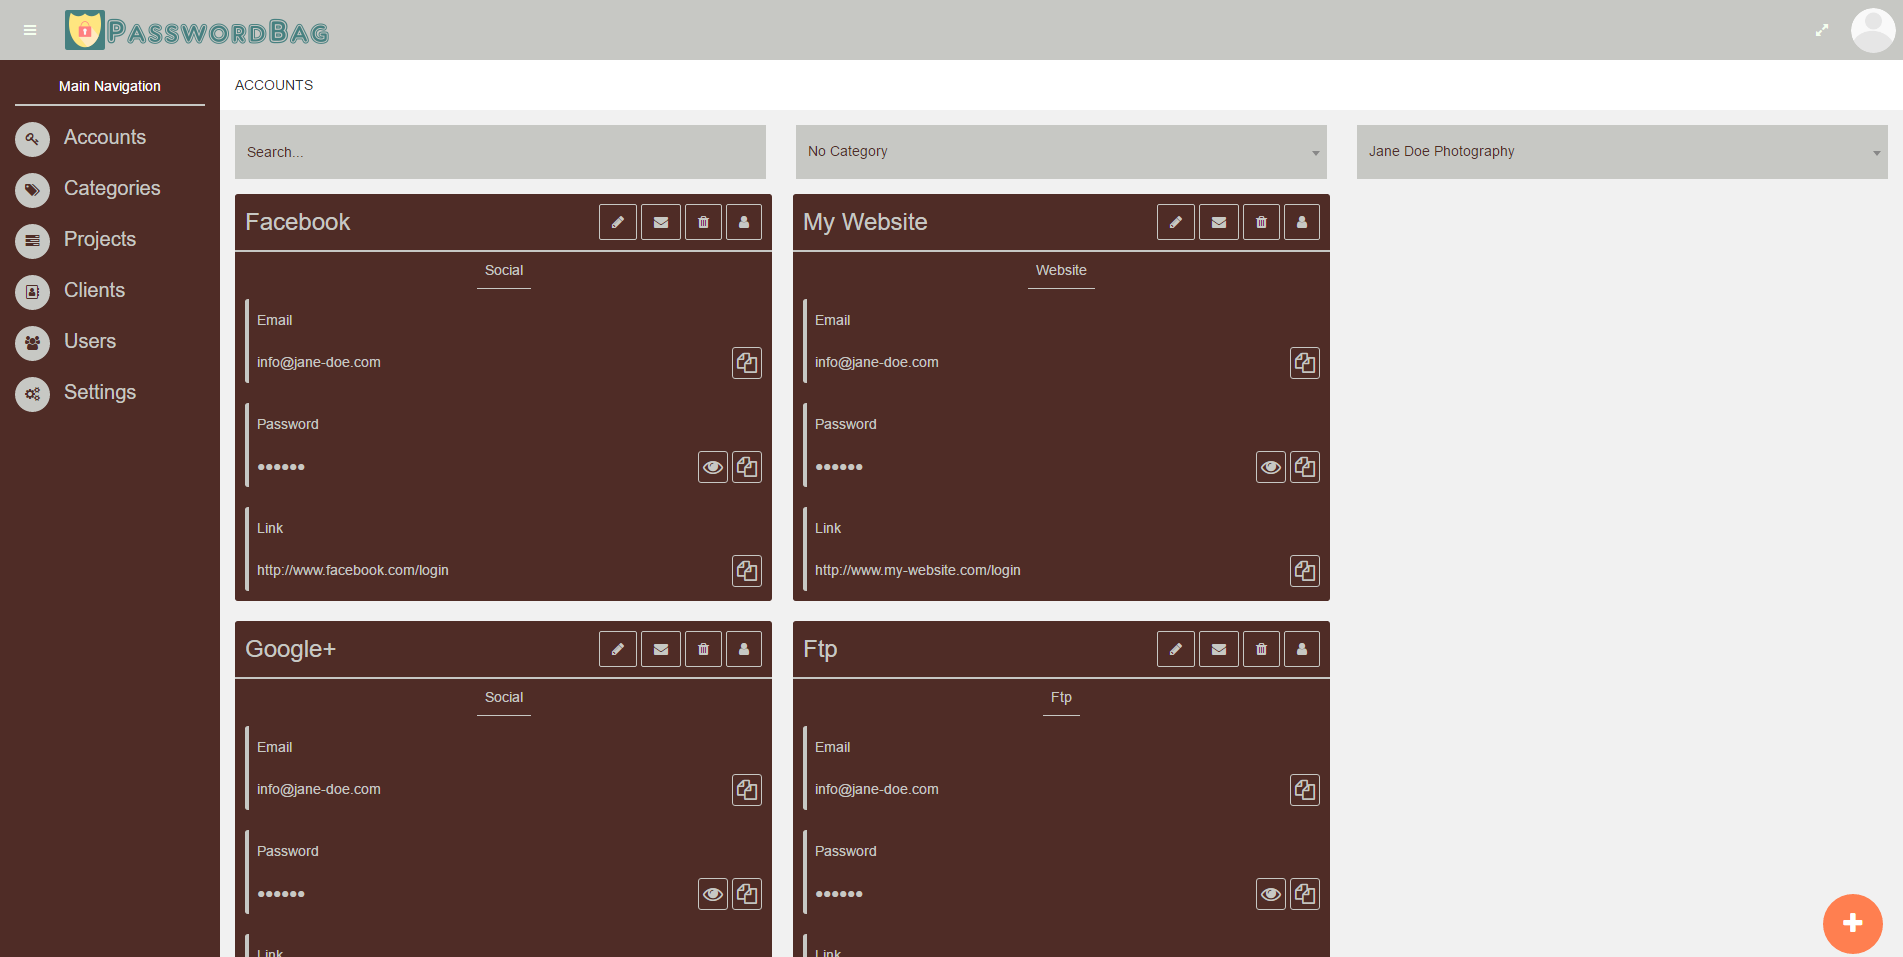 PasswordBag
Main Navigation
Accounts
Categories
Projects
Clients
Users
Settings
ACCOUNTS
Search...
No Category
Jane Doe Photography
Facebook
Social
Email
info@jane-doe.com
Password
••••••
Link
http://www.facebook.com/login
My Website
Website
Email
info@jane-doe.com
Password
••••••
Link
http://www.my-website.com/login
Google+
Social
Email
info@jane-doe.com
Password
••••••
Link
Ftp
Ftp
Email
info@jane-doe.com
Password
••••••
Link